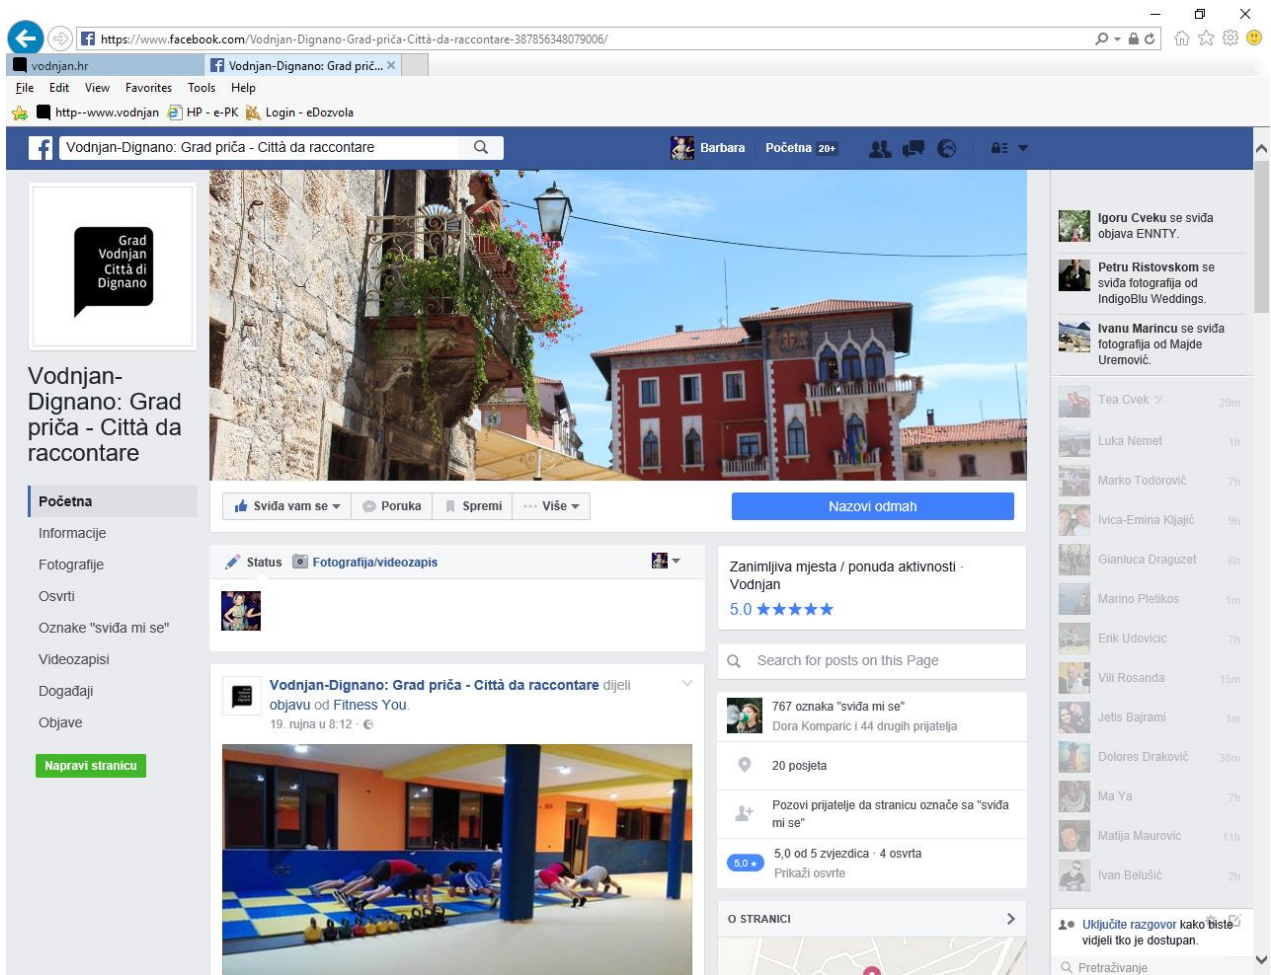 https://www.facebook.com/Vodnjan-Dignano-Grad-priča-Città-da-raccontare-387856348079006/
vodnjan.hr
Vodnjan-Dignano: Grad prič...
File Edit View Favorites Tools Help
http--www.vodnjan HP - e-PK Login - eDozvola
Vodnjan-Dignano: Grad priča - Città da raccontare
Barbara Početna 20+
Grad
Vodnjan
Città di
Dignano
Vodnjan-
Dignano: Grad
priča - Città da
raccontare
Početna
Informacije
Fotografije
Osvrti
Oznake "sviđa mi se"
Videozapisi
Događaji
Objave
Napravi stranicu
Sviđa vam se Poruka Spremi ··· Više
Nazovi odmah
Status Fotografija/videozapis
Vodnjan-Dignano: Grad priča - Città da raccontare dijeli
objavu od Fitness You.
19. rujna u 8:12 ·
Zanimljiva mjesta / ponuda aktivnosti ·
Vodnjan
5.0 ★★★★★
Search for posts on this Page
767 oznaka "sviđa mi se"
Dora Komparic i 44 drugih prijatelja
20 posjeta
Pozovi prijatelje da stranicu označe sa "sviđa
mi se"
5,0 ★
5,0 od 5 zvjezdica · 4 osvrta
Prikaži osvrte
O STRANICI
Igoru Cveku se sviđa
objava ENNTY.
Petru Ristovskom se
sviđa fotografija od
IndigoBlu Weddings.
Ivanu Marincu se sviđa
fotografija od Majde
Uremović.
Tea Cvek ツ 20m
Luka Nemet 1h
Marko Todorović 7h
Ivica-Emina Kljajić 9h
Gianluca Draguzet 8h
Marino Pletikos 1m
Erik Udovicic 7h
Vili Rosanda 15m
Jetis Bajrami 1m
Dolores Draković 38m
Ma Ya 7h
Matija Maurovic 11h
Ivan Belušić 2h
Uključite razgovor kako biste
vidjeli tko je dostupan.
Pretraživanje